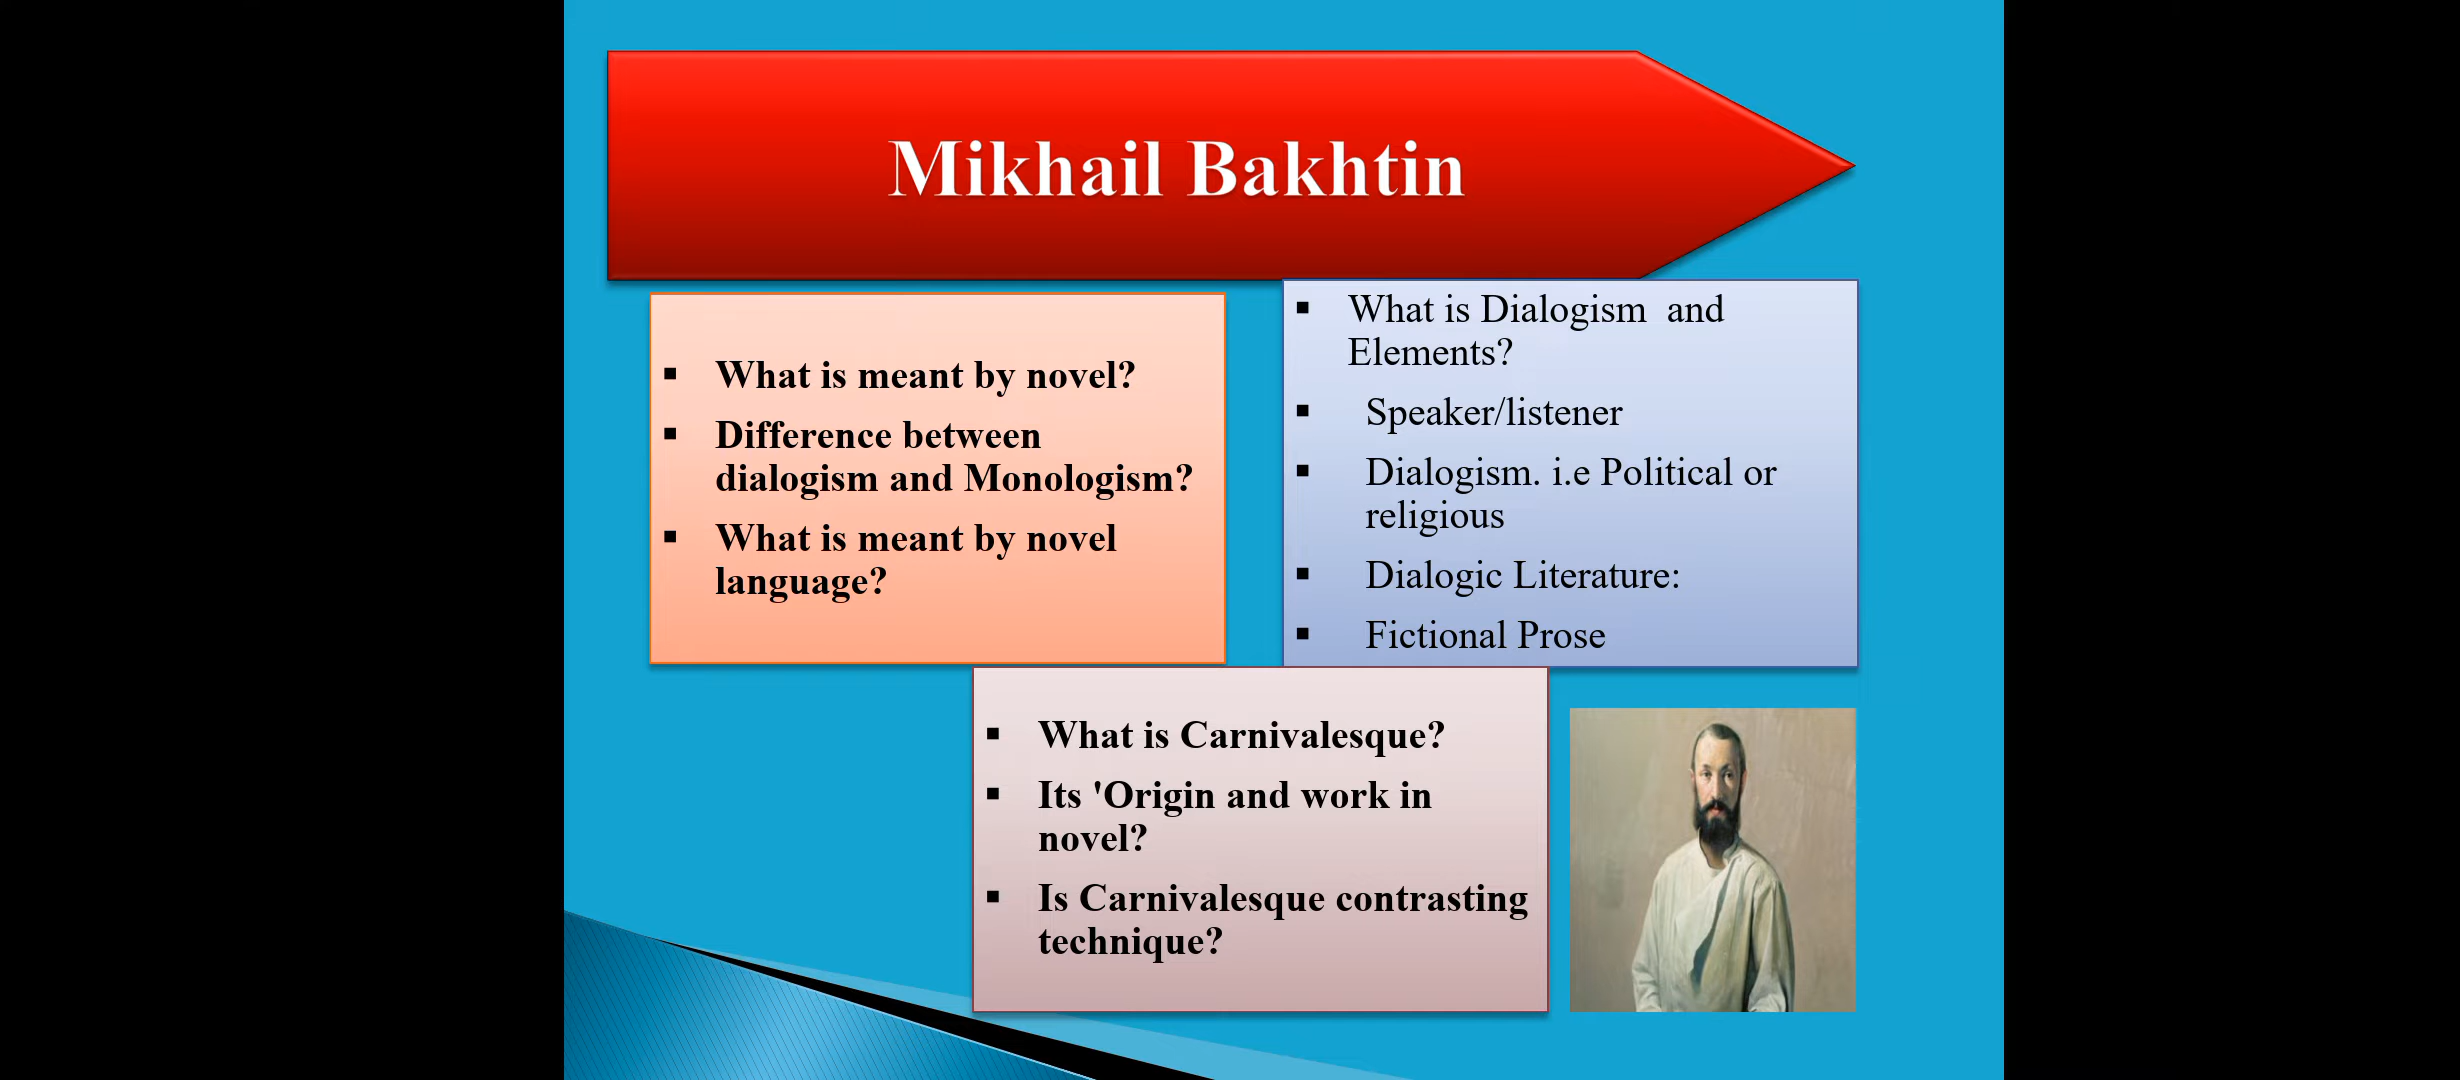 Mikhail Bakhtin
▪ What is meant by novel?
▪ Difference between
dialogism and Monologism?
▪ What is meant by novel
language?
▪ What is Dialogism  and
Elements?
▪ Speaker/listener
▪ Dialogism. i.e Political or
religious
▪ Dialogic Literature:
▪ Fictional Prose
▪ What is Carnivalesque?
▪ Its 'Origin and work in
novel?
▪ Is Carnivalesque contrasting
technique?